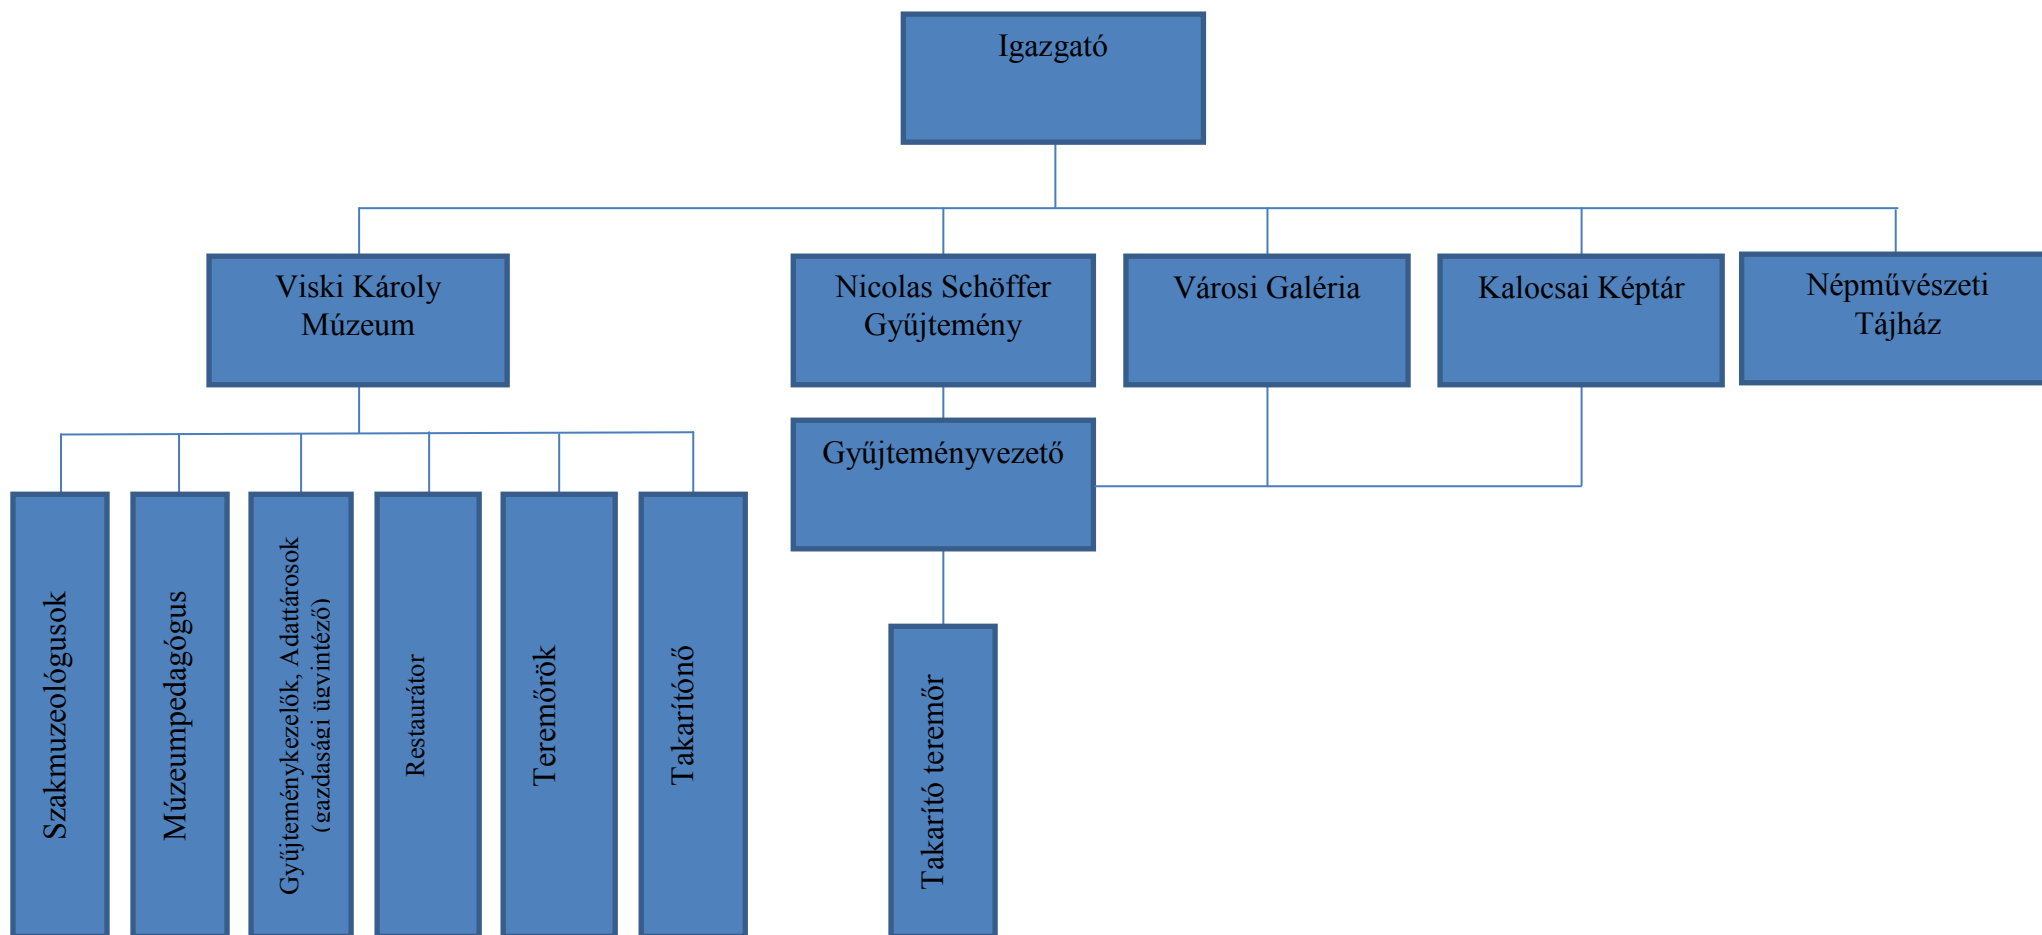 Igazgató
Viski Károly
Múzeum
Nicolas Schöffer
Gyűjtemény
Városi Galéria
Kalocsai Képtár
Népművészeti
Tájház
Gyűjteményvezető
Szakmuzeológusok
Múzeumpedagógus
Gyűjteménykezelők, Adattárosok
(gazdasági ügyintéző)
Restaurátor
Teremőrök
Takarítónő
Takarító teremőr